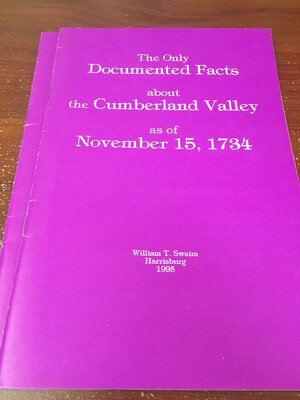 The Only
Documented Facts
about
the Cumberland Valley
as of
November 15, 1734
William T. Swaim
Harrisburg
1995